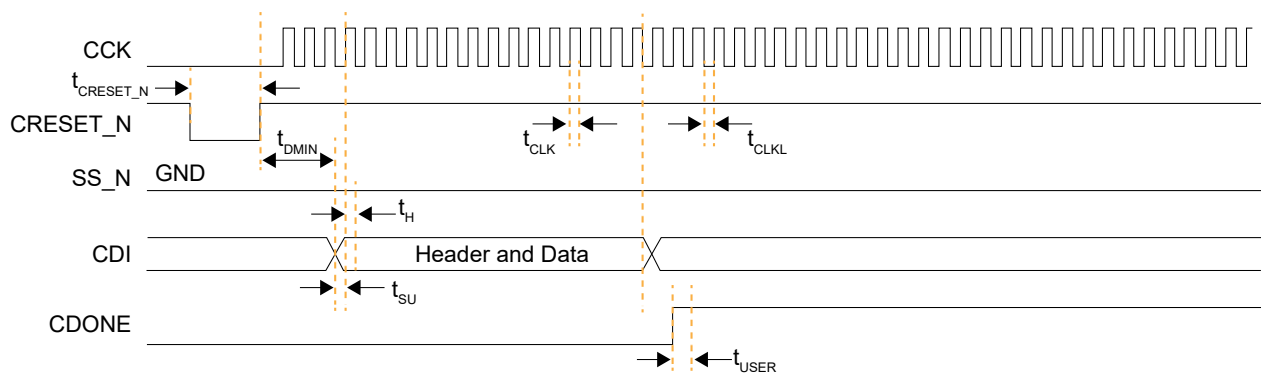 CCK
tCRESET_N
CRESET_N
tDMIN
tCLK
tCLKL
SS_N
GND
tH
CDI
Header and Data
tSU
CDONE
tUSER